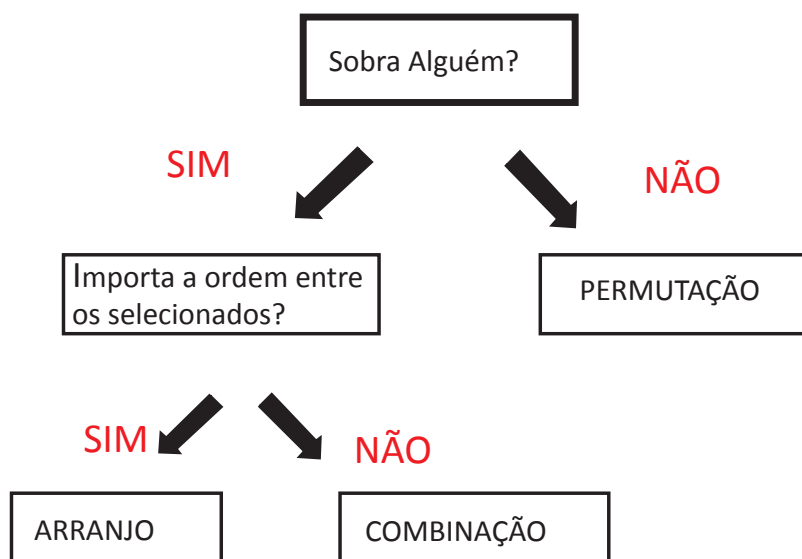 Sobra Alguém?
SIM
NÃO
Importa a ordem entre
os selecionados?
PERMUTAÇÃO
SIM
NÃO
ARRANJO
COMBINAÇÃO